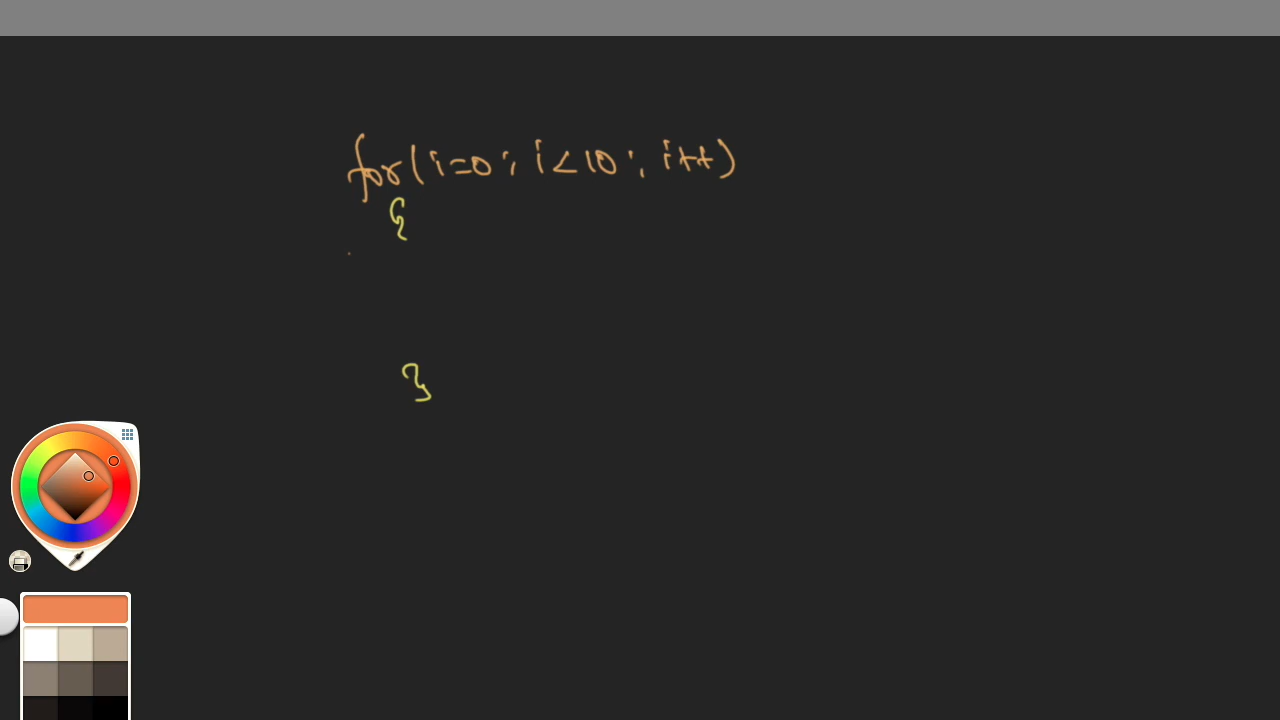 for(i=0; i<10; i++)
{
}